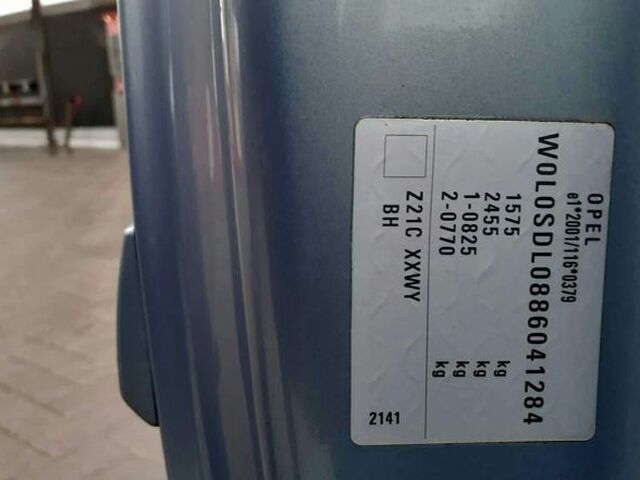 OPEL
e1*2001/116*0379
W0L0SDL0886041284
1575 kg
2455 kg
1-0825 kg
2-0770 kg
Z21C XXWY
BH
2141